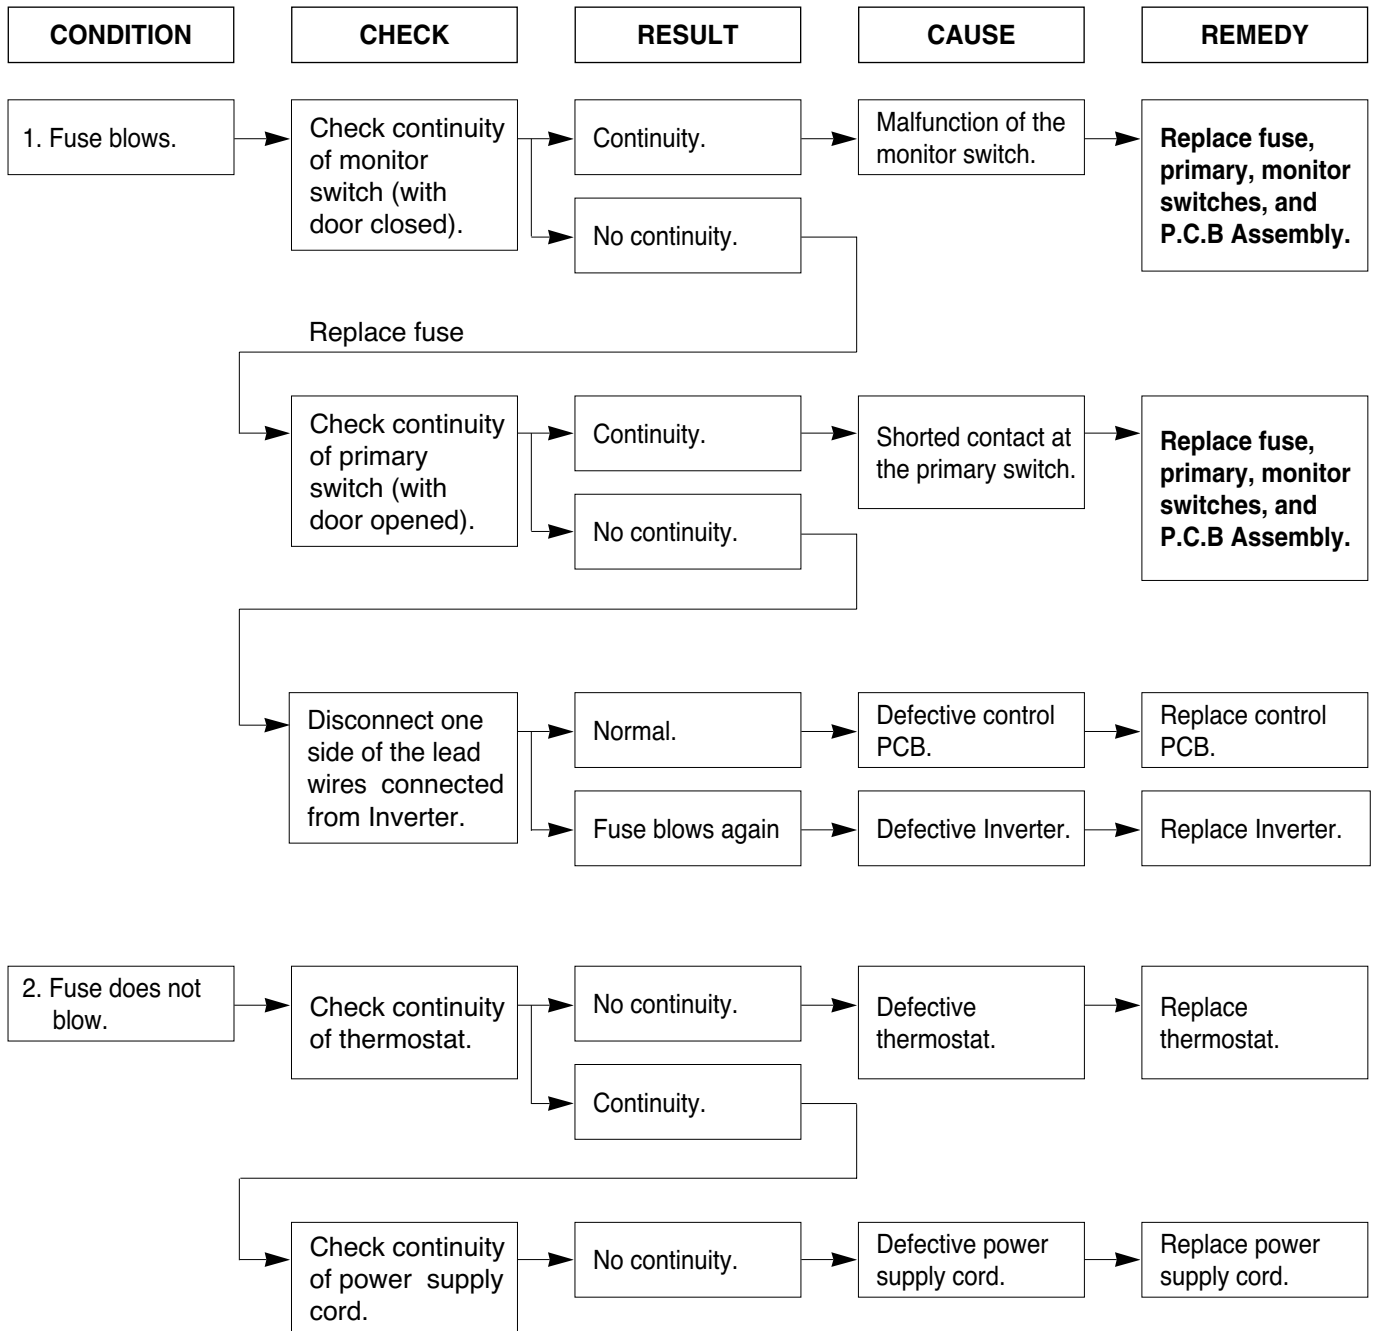 CONDITION
CHECK
RESULT
CAUSE
REMEDY
1. Fuse blows.
Check continuity
of monitor
switch (with
door closed).
Continuity.
Malfunction of the
monitor switch.
Replace fuse,
primary, monitor
switches, and
P.C.B Assembly.
No continuity.
Replace fuse
Check continuity
of primary
switch (with
door opened).
Continuity.
Shorted contact at
the primary switch.
Replace fuse,
primary, monitor
switches, and
P.C.B Assembly.
No continuity.
Disconnect one
side of the lead
wires connected
from Inverter.
Normal.
Defective control
PCB.
Replace control
PCB.
Fuse blows again
Defective Inverter.
Replace Inverter.
2. Fuse does not
blow.
Check continuity
of thermostat.
No continuity.
Defective
thermostat.
Replace
thermostat.
Continuity.
Check continuity
of power supply
cord.
No continuity.
Defective power
supply cord.
Replace power
supply cord.